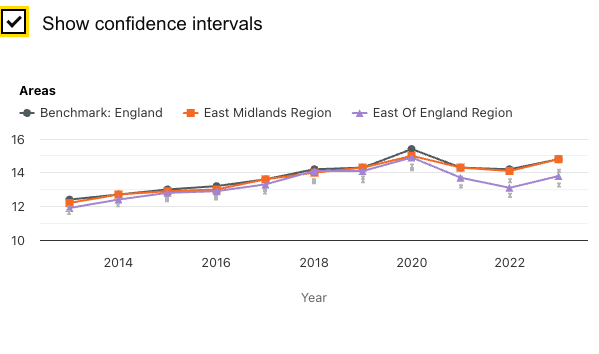 Show confidence intervals
Areas
Benchmark: England East Midlands Region East Of England Region
16
14
12
10
2014 2016 2018 2020 2022
Year